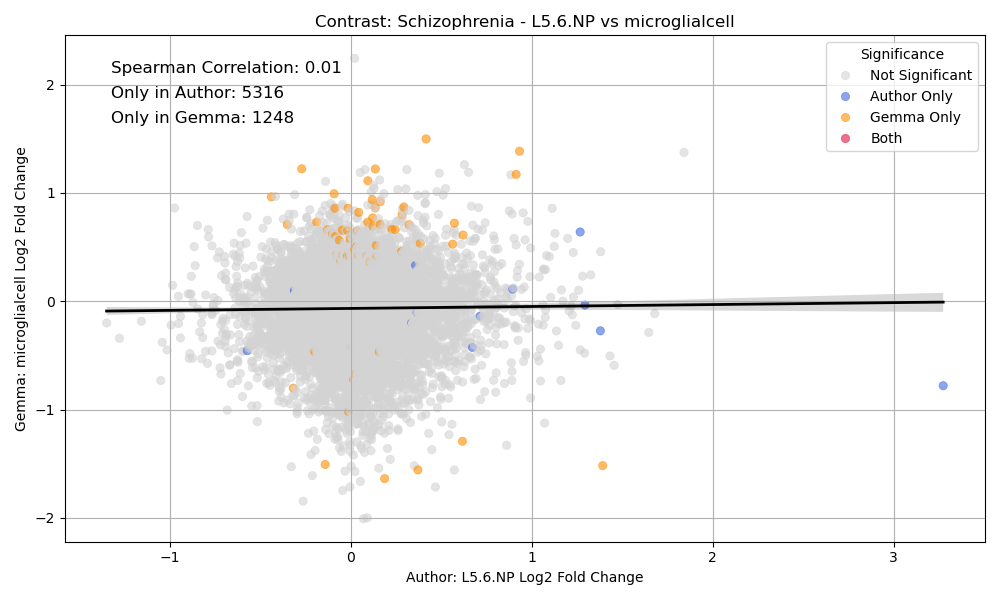 Contrast: Schizophrenia - L5.6.NP vs microglialcell
Spearman Correlation: 0.01
Only in Author: 5316
Only in Gemma: 1248
Significance
Not Significant
Author Only
Gemma Only
Both
Gemma: microglialcell Log2 Fold Change
2
1
0
−1
−2
−1
0
1
2
3
Author: L5.6.NP Log2 Fold Change